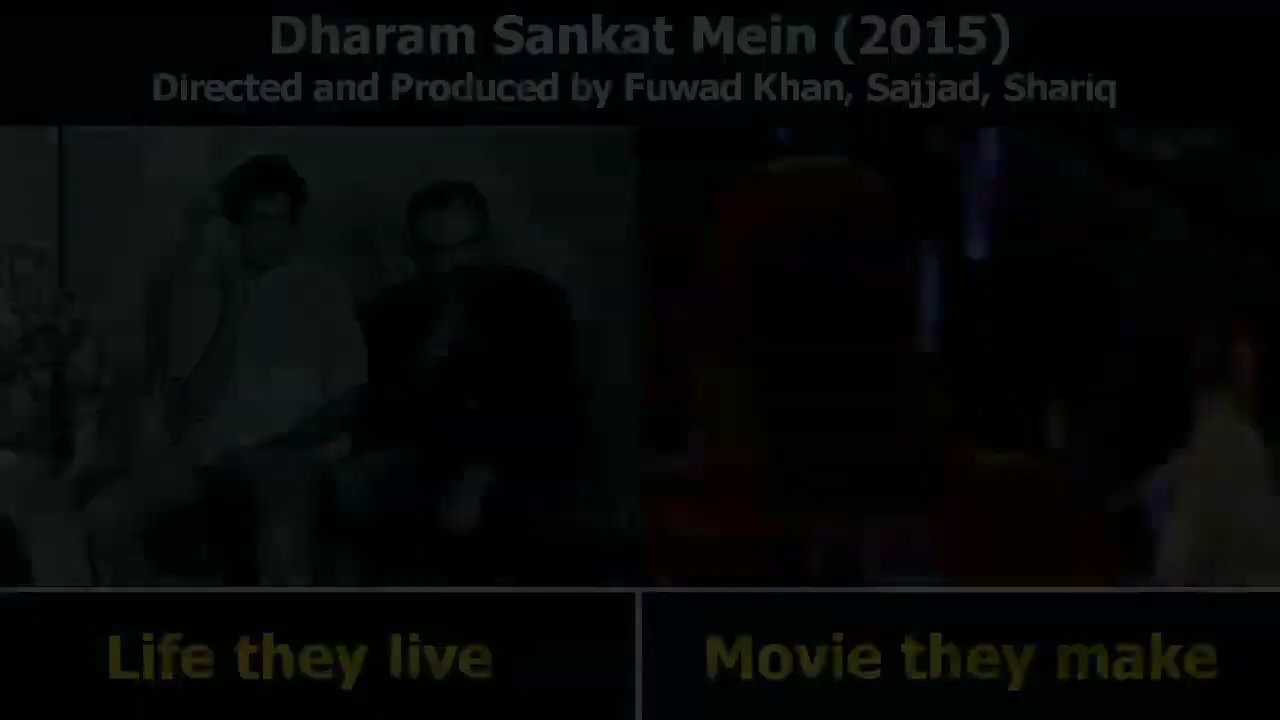 Dharam Sankat Mein (2015)
Directed and Produced by Fuwad Khan, Sajjad, Shariq
Life they live
Movie they make